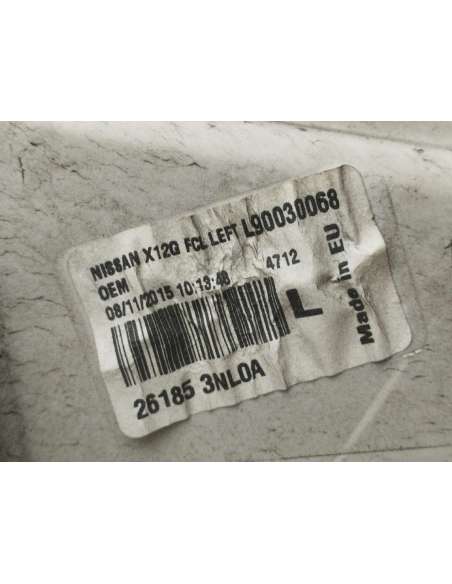 NISSAN X12G FCL LEFT L90030068
OEM
08/11/2015 10:13:48 4712
L
26185 3NL0A
Made in EU